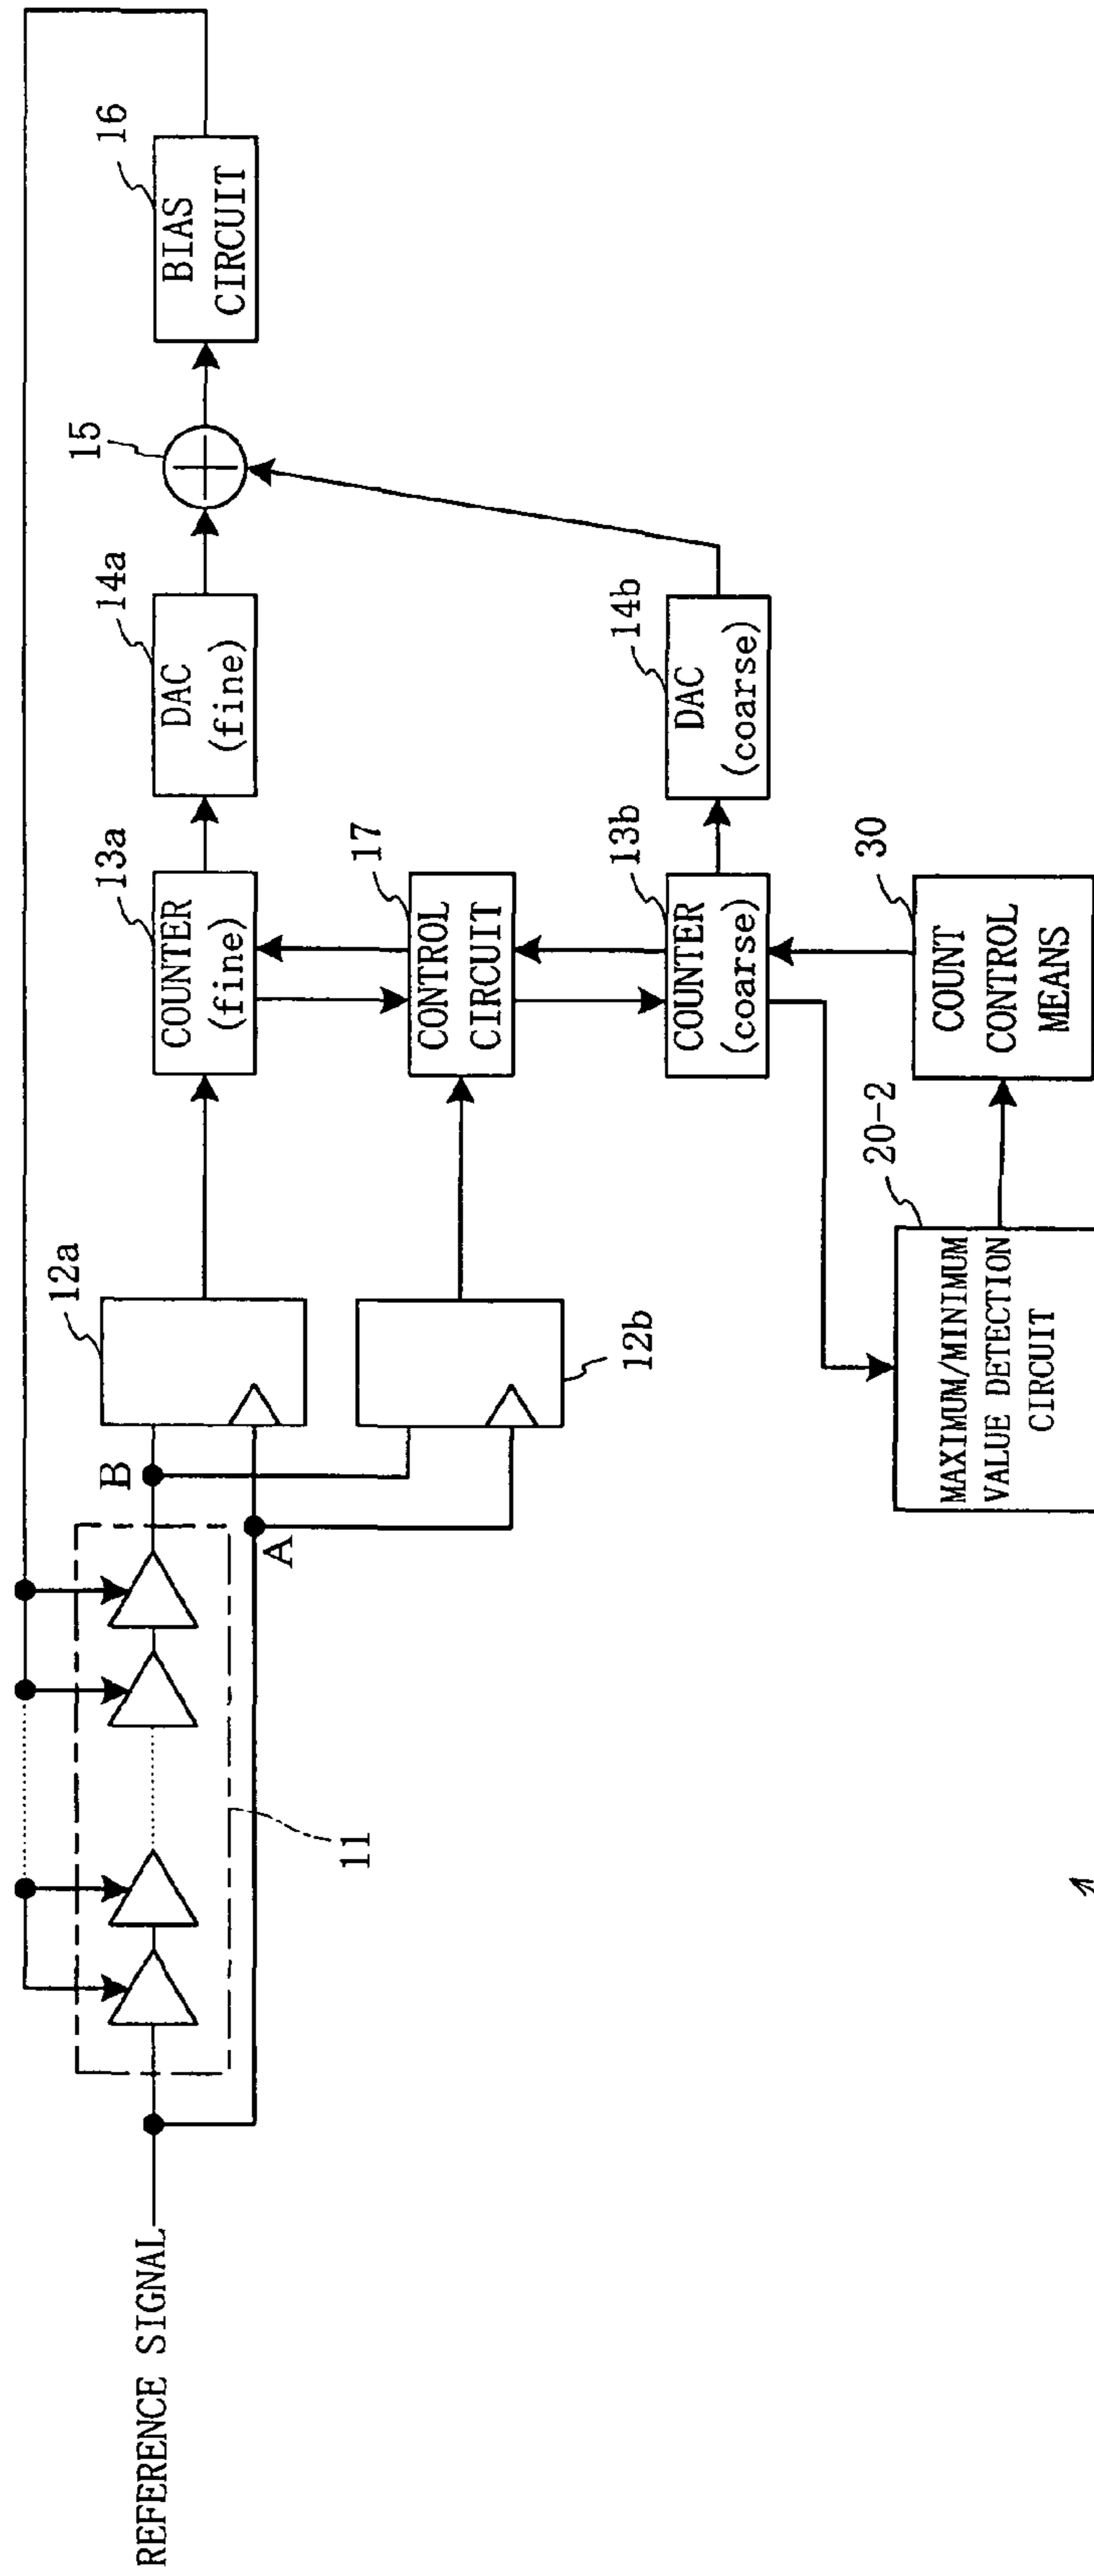 REFERENCE SIGNAL
11
A
B
12a
12b
13a
COUNTER
(fine)
14a
DAC
(fine)
15
16
BIAS
CIRCUIT
17
CONTROL
CIRCUIT
13b
COUNTER
(coarse)
14b
DAC
(coarse)
20-2
MAXIMUM/MINIMUM
VALUE DETECTION
CIRCUIT
30
COUNT
CONTROL
MEANS